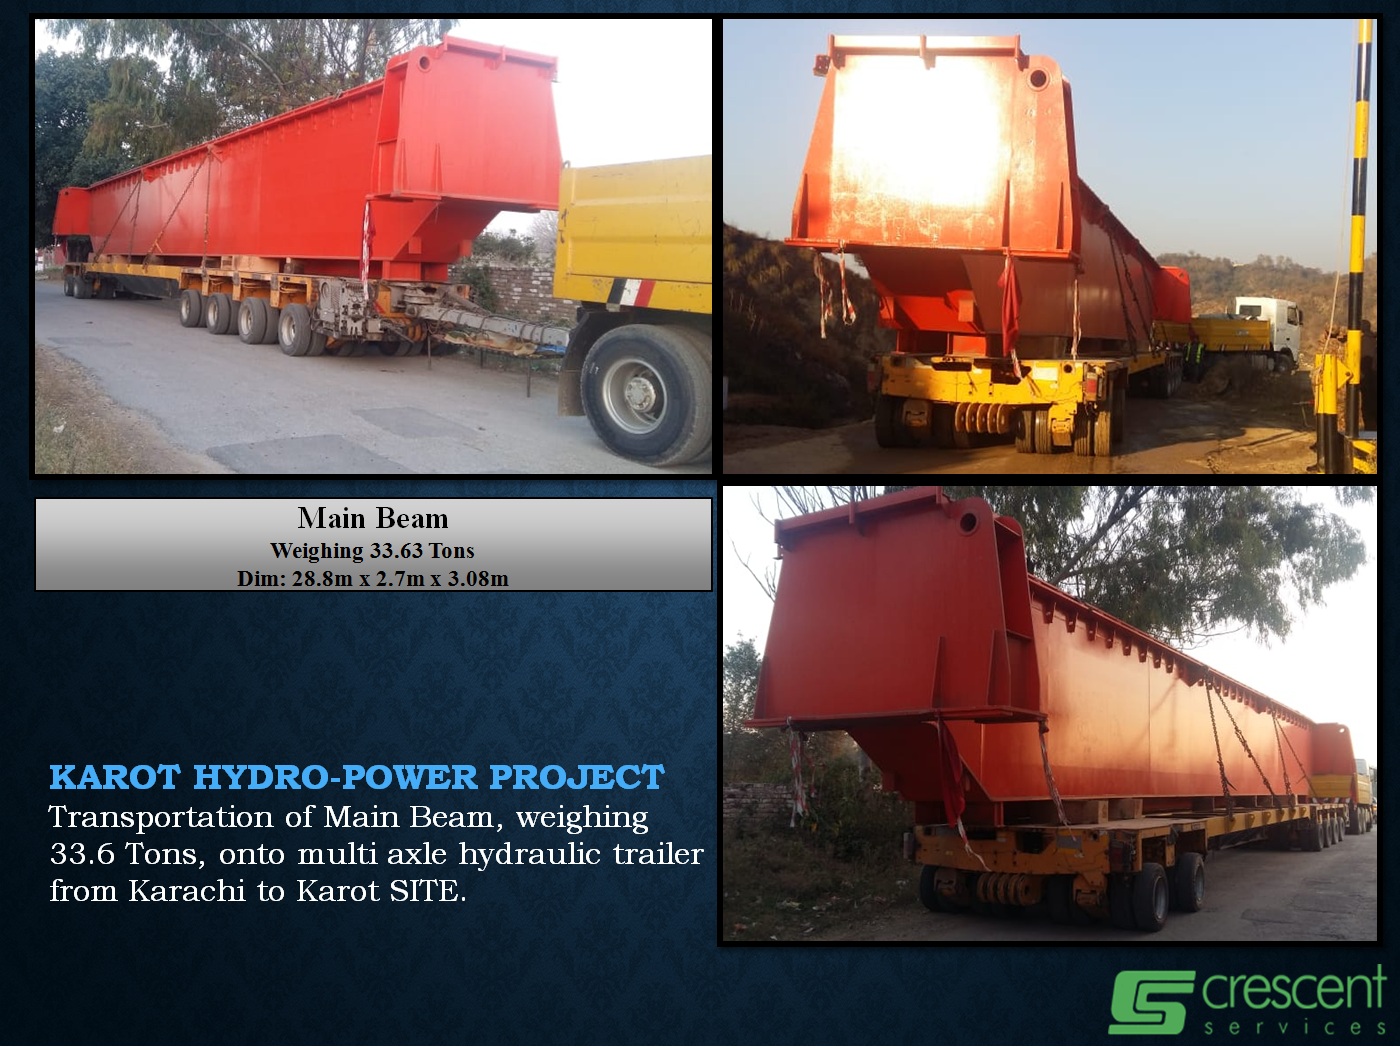 Main Beam
Weighing 33.63 Tons
Dim: 28.8m x 2.7m x 3.08m
KAROT HYDRO-POWER PROJECT
Transportation of Main Beam, weighing
33.6 Tons, onto multi axle hydraulic trailer
from Karachi to Karot SITE.
crescent
services